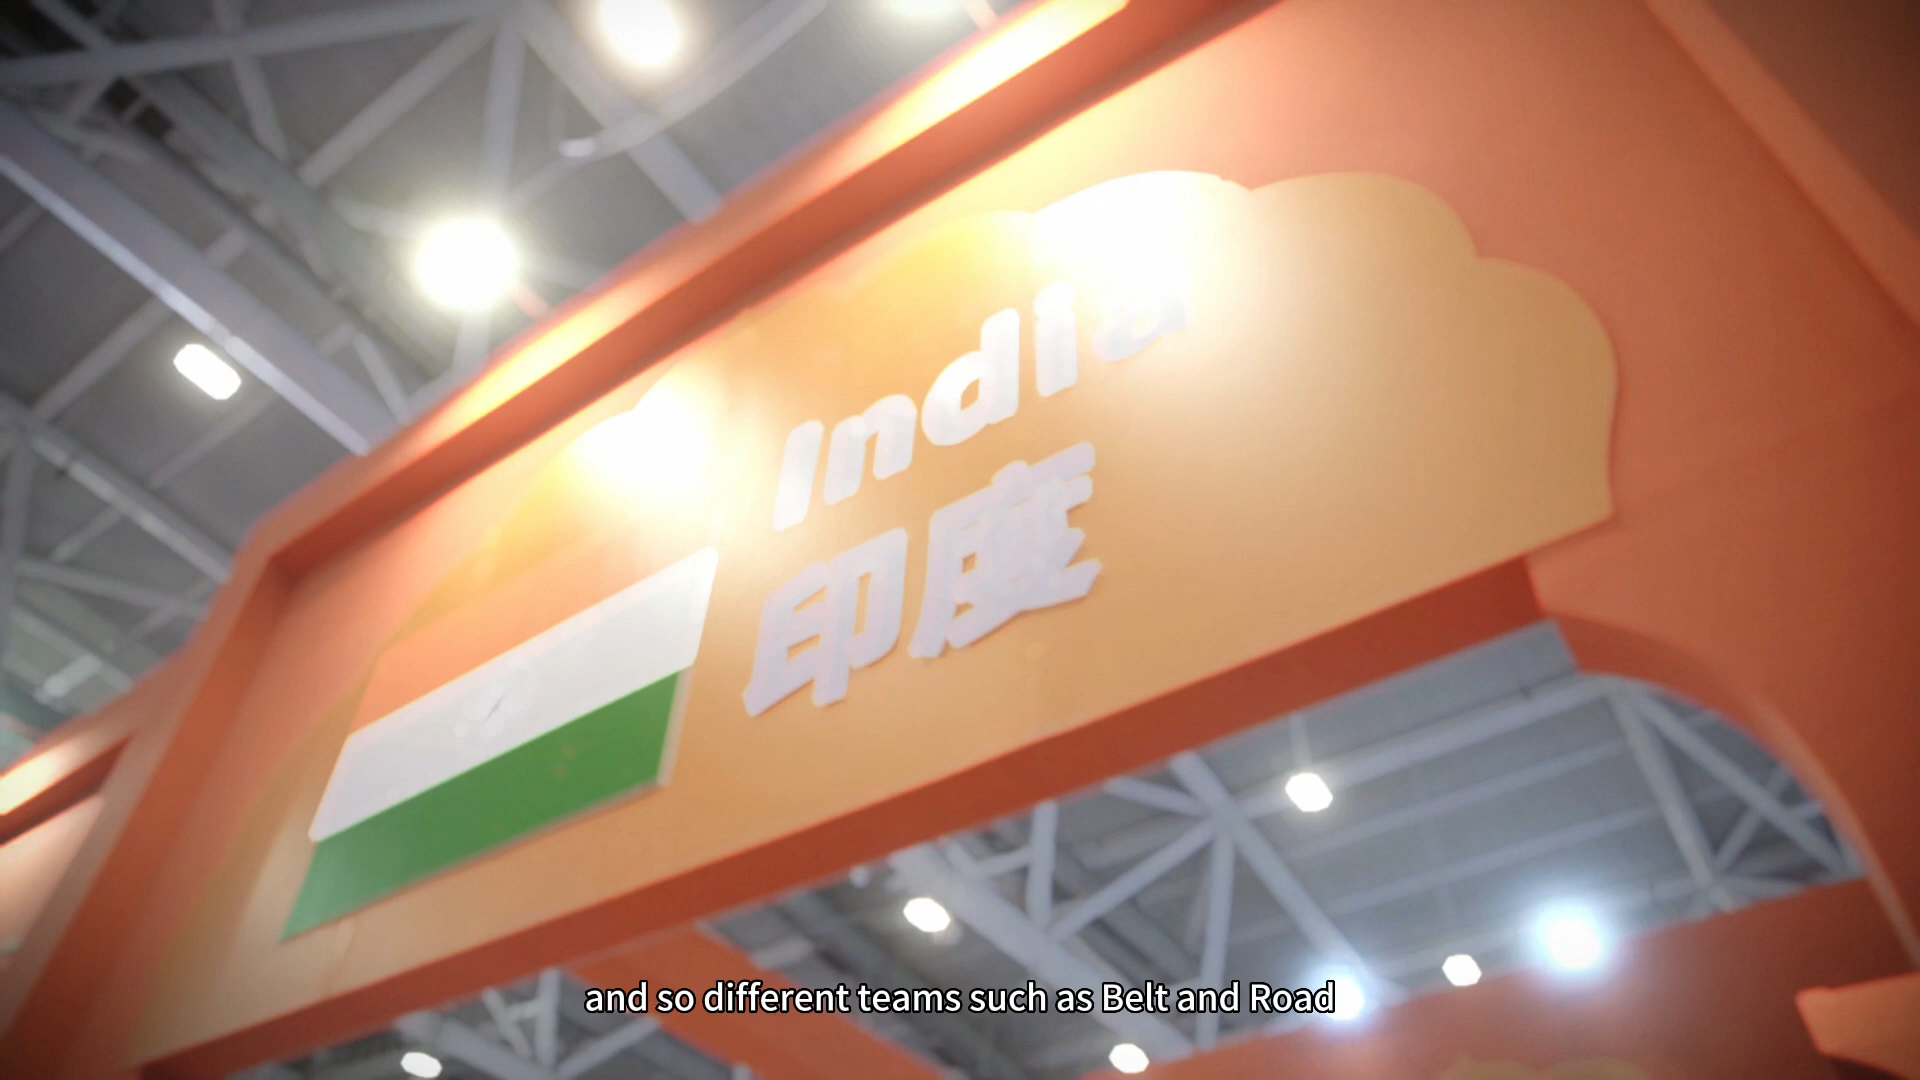 India
印度
and so different teams such as Belt and Road